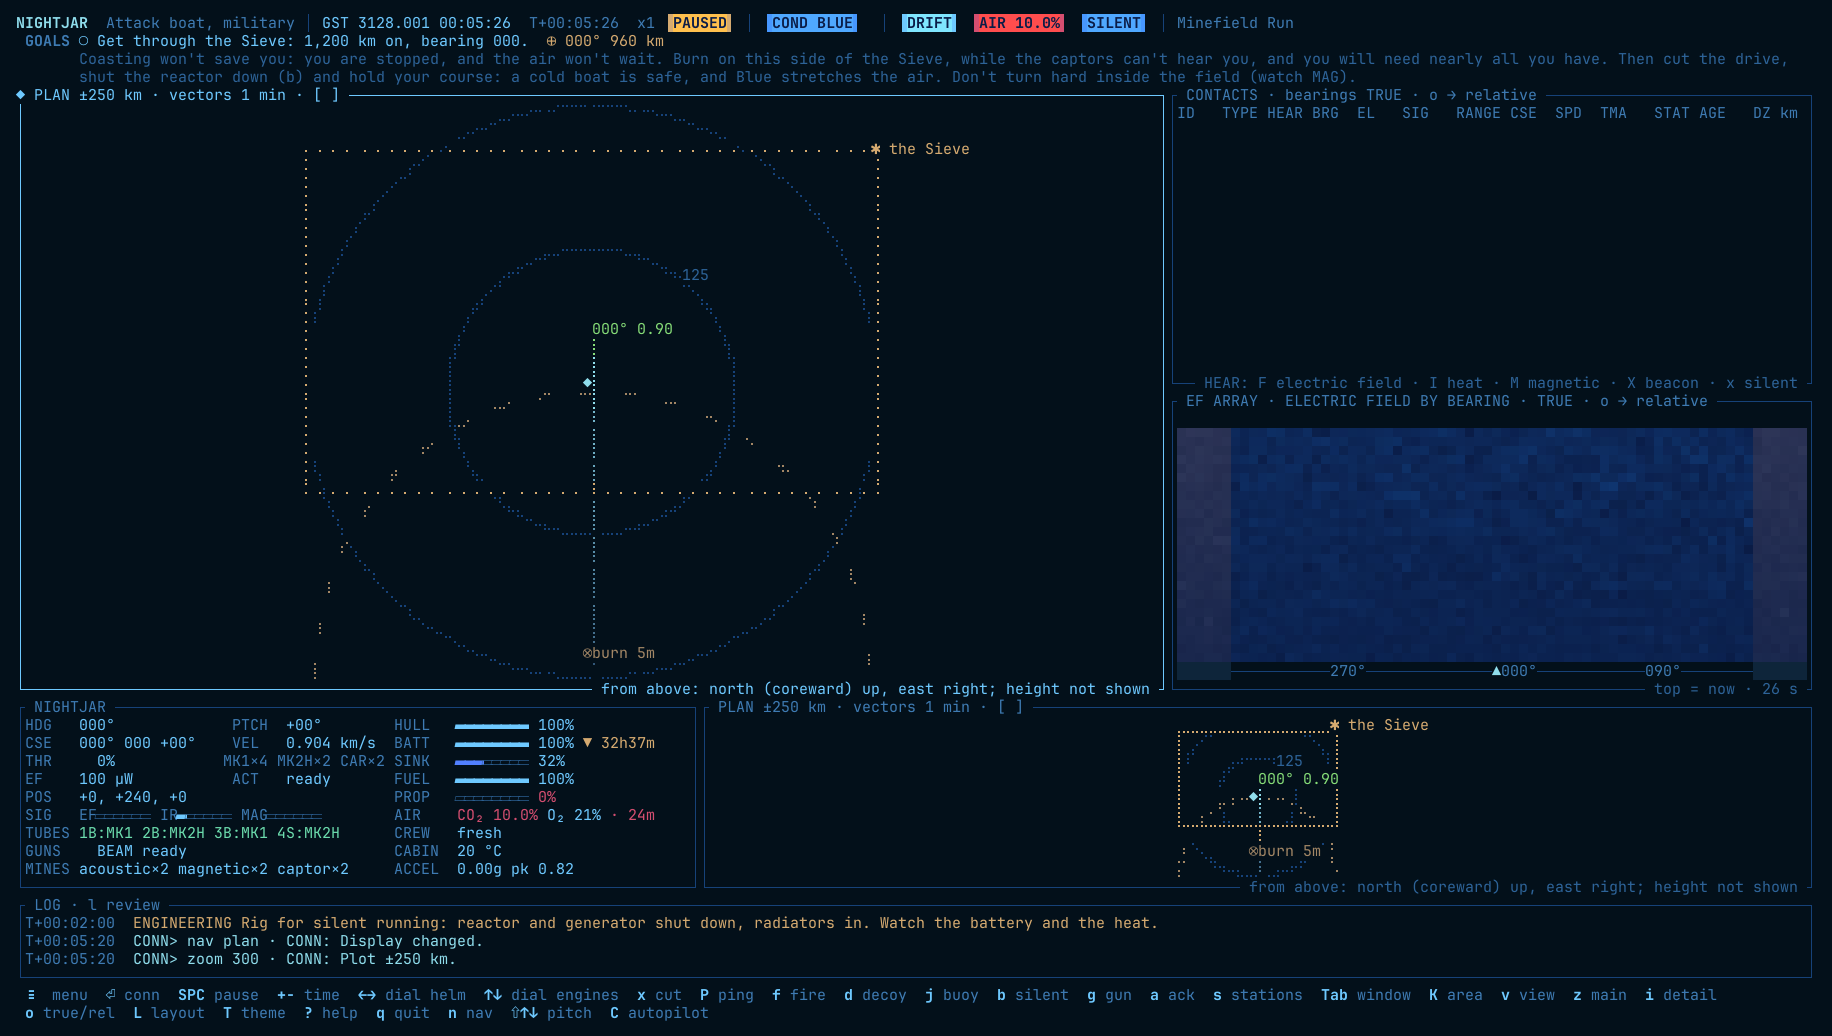 NIGHTJAR Attack boat, military GST 3128.001 00:05:26 T+00:05:26 x1 PAUSED COND BLUE DRIFT AIR 10.0% SILENT Minefield Run
GOALS ○ Get through the Sieve: 1,200 km on, bearing 000. ⊕ 000° 960 km
Coasting won't save you: you are stopped, and the air won't wait. Burn on this side of the Sieve, while the captors can't hear you, and you will need nearly all you have. Then cut the drive,
shut the reactor down (b) and hold your course: a cold boat is safe, and Blue stretches the air. Don't turn hard inside the field (watch MAG).
◆ PLAN ±250 km · vectors 1 min · [ ]
✱ the Sieve
125
000° 0.90
⊗burn 5m
from above: north (coreward) up, east right; height not shown
CONTACTS · bearings TRUE · o → relative
ID TYPE HEAR BRG EL SIG RANGE CSE SPD TMA STAT AGE DZ km
HEAR: F electric field · I heat · M magnetic · X beacon · x silent
EF ARRAY · ELECTRIC FIELD BY BEARING · TRUE · o → relative
270° ▲000° 090°
top = now · 26 s
NIGHTJAR
HDG 000° PTCH +00° HULL 100%
CSE 000° 000 +00° VEL 0.904 km/s BATT 100% ▼ 32h37m
THR 0% MK1×4 MK2H×2 CAR×2 SINK 32%
EF 100 µW ACT ready FUEL 100%
POS +0, +240, +0 PROP 0%
SIG EF IR MAG AIR CO₂ 10.0% O₂ 21% · 24m
TUBES 1B:MK1 2B:MK2H 3B:MK1 4S:MK2H CREW fresh
GUNS BEAM ready CABIN 20 °C
MINES acoustic×2 magnetic×2 captor×2 ACCEL 0.00g pk 0.82
PLAN ±250 km · vectors 1 min · [ ]
✱ the Sieve
125
000° 0.90
⊗burn 5m
from above: north (coreward) up, east right; height not shown
LOG · l review
T+00:02:00 ENGINEERING Rig for silent running: reactor and generator shut down, radiators in. Watch the battery and the heat.
T+00:05:20 CONN> nav plan · CONN: Display changed.
T+00:05:20 CONN> zoom 300 · CONN: Plot ±250 km.
≡ menu ⏎ conn SPC pause +- time ←→ dial helm ↑↓ dial engines x cut P ping f fire d decoy j buoy b silent g gun a ack s stations Tab window K area v view z main i detail
o true/rel L layout T theme ? help q quit n nav ⇧↑↓ pitch C autopilot